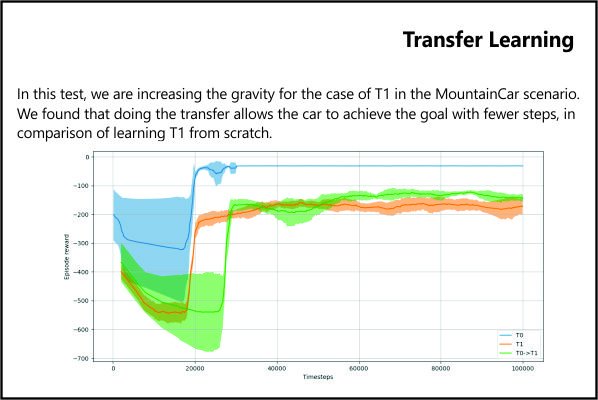 Transfer Learning
In this test, we are increasing the gravity for the case of T1 in the MountainCar scenario.
We found that doing the transfer allows the car to achieve the goal with fewer steps, in
comparison of learning T1 from scratch.
0
−100
−200
−300
−400
−500
−600
−700
Episode reward
0
20000
40000
60000
80000
100000
Timesteps
T0
T1
T0->T1